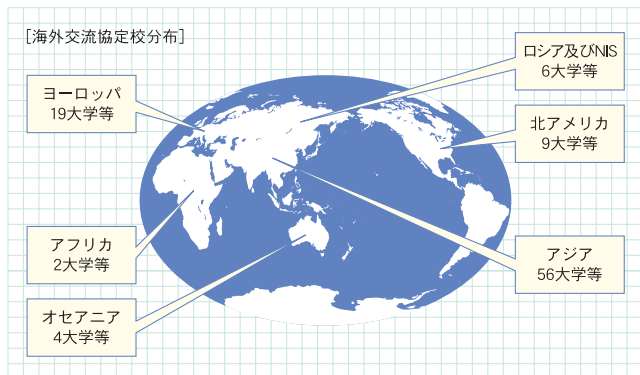 [海外交流協定校分布]
ヨーロッパ
19大学等
アフリカ
2大学等
オセアニア
4大学等
ロシア及びNIS
6大学等
北アメリカ
9大学等
アジア
56大学等